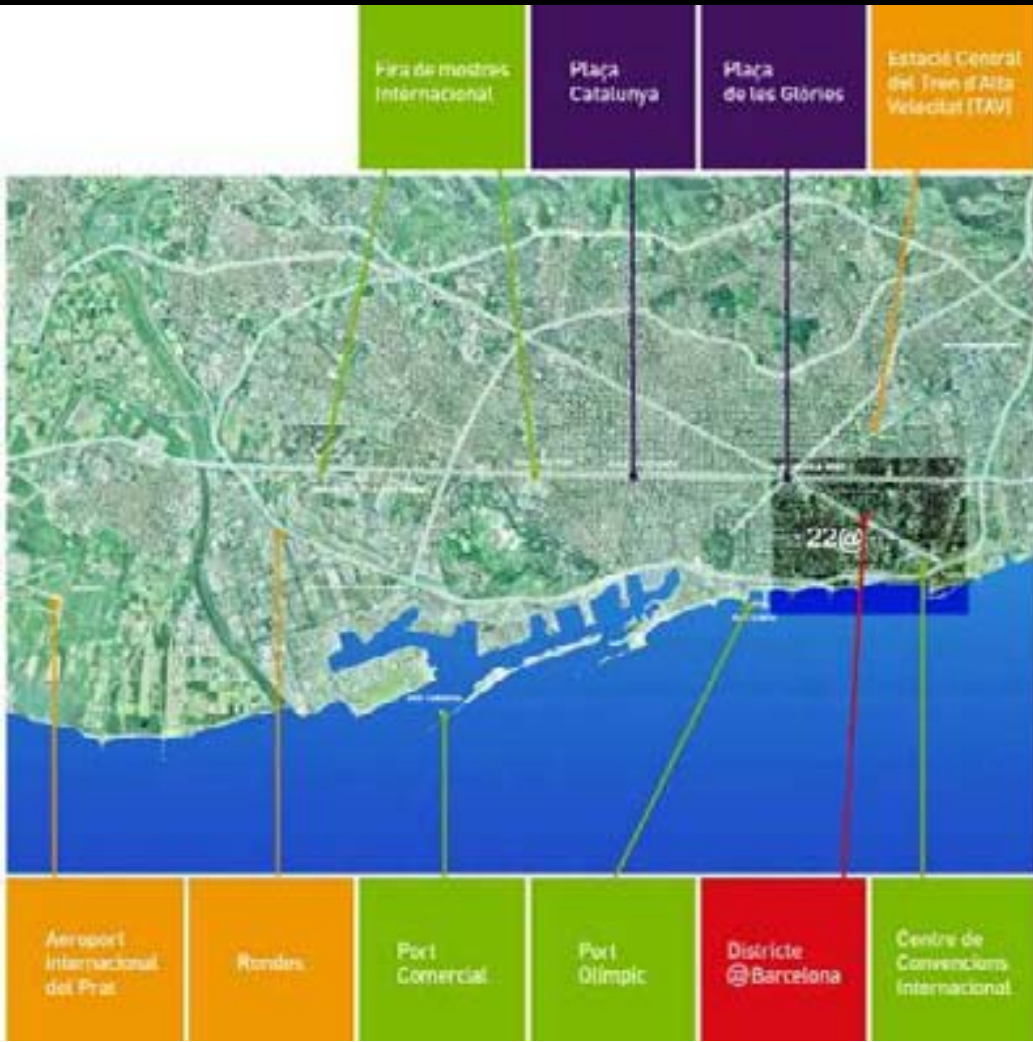 Fira de mostres
Internacional
Plaça
Catalunya
Plaça
de les Glòries
Estació Central
del Tren d'Alta
Velocitat (TAV)
22@
Aeroport
Internacional
del Prat
Rondes
Port
Comercial
Port
Olímpic
Districte
22@Barcelona
Centre de
Convencions
Internacional